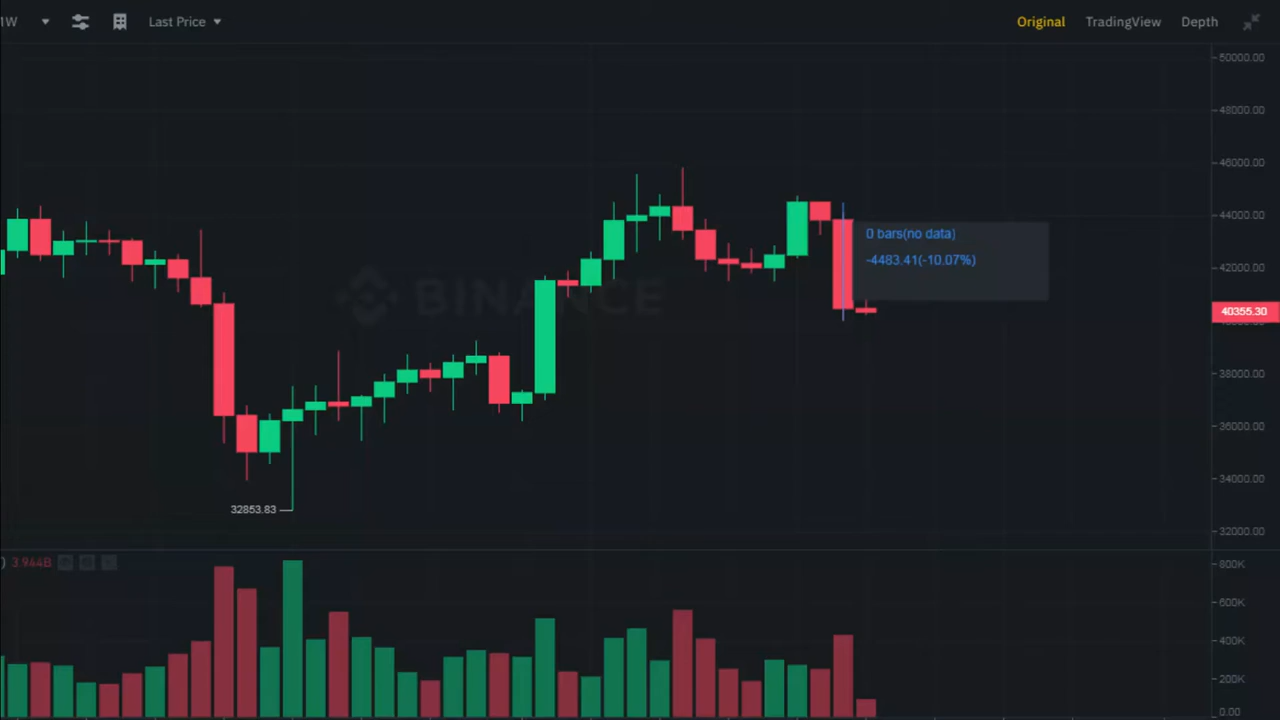 1W Last Price Original TradingView Depth
50000.00
48000.00
46000.00
44000.00
0 bars(no data)
-4483.41(-10.07%)
42000.00
BINANCE
40355.30
38000.00
36000.00
34000.00
32853.83
32000.00
) 3.944B
800K
600K
400K
200K
0.00